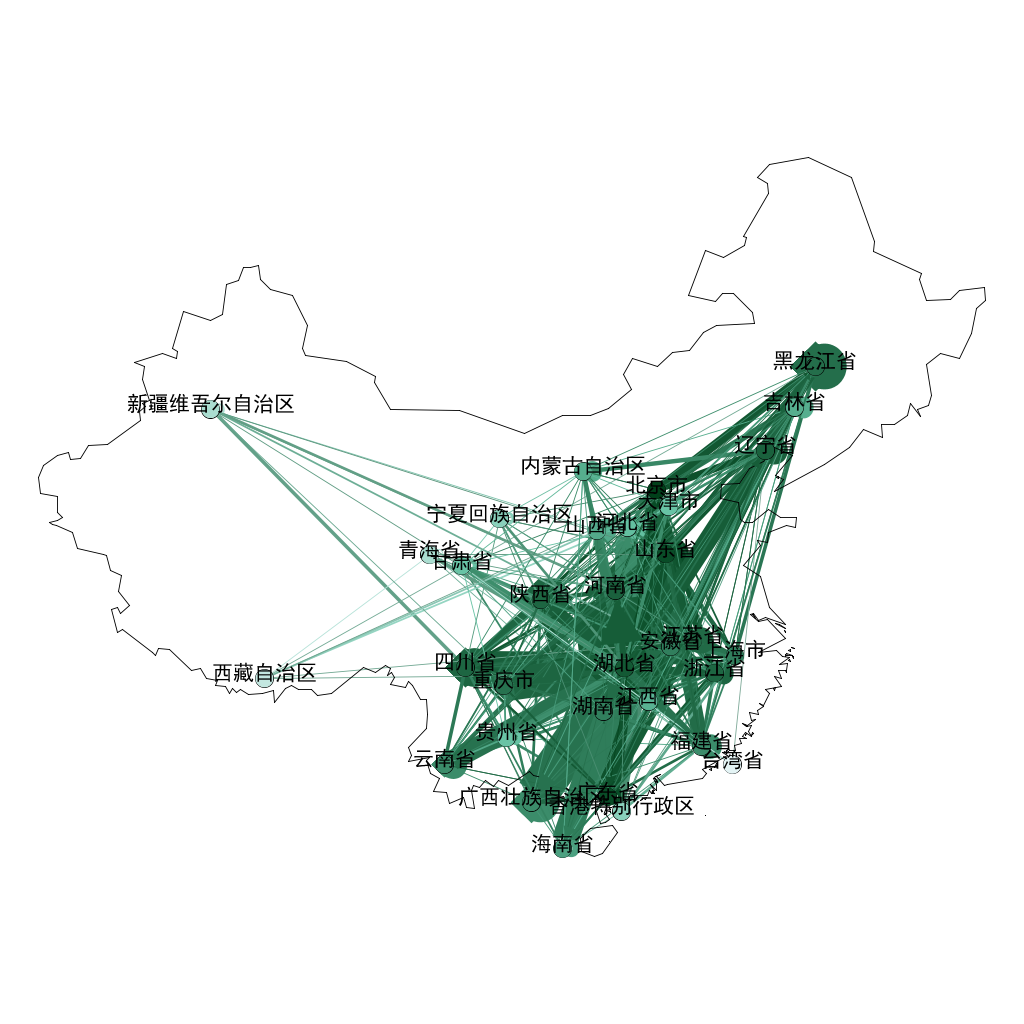 黑龙江省
吉林省
新疆维吾尔自治区
辽宁省
内蒙古自治区
北京市
天津市
宁夏回族自治区
山西省
河北省
青海省
甘肃省
山东省
河南省
陕西省
江苏省
安徽省
上海市
四川省
湖北省
浙江省
西藏自治区
重庆市
江西省
湖南省
贵州省
福建省
云南省
台湾省
广西壮族自治区
广东省
香港特别行政区
海南省